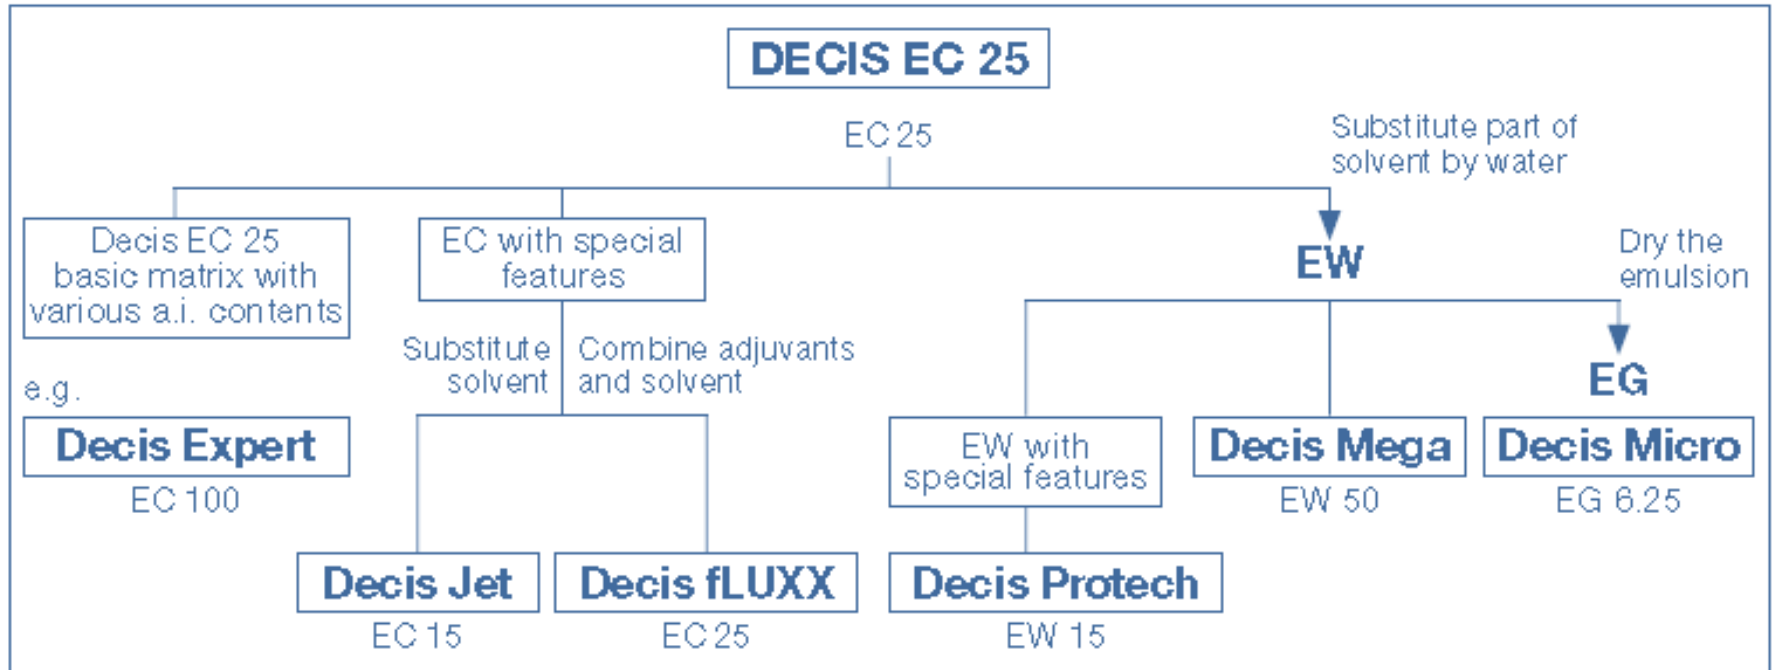 DECIS EC 25
EC 25
Substitute part of
solvent by water
Decis EC 25
basic matrix with
various a.i. contents
EC with special
features
EW
Dry the
emulsion
Substitute
solvent
Combine adjuvants
and solvent
EG
e.g.
Decis Expert
EC 100
EW with
special features
Decis Mega
EW 50
Decis Micro
EG 6.25
Decis Jet
EC 15
Decis fLUXX
EC 25
Decis Protech
EW 15